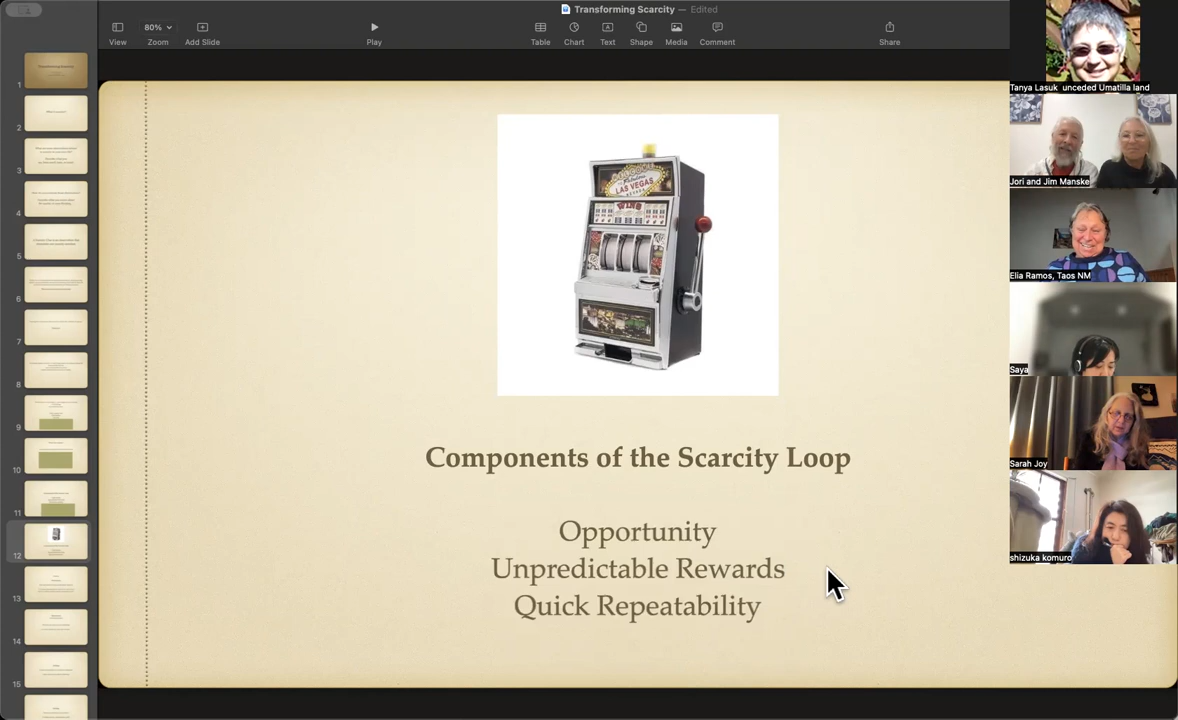 Transforming Scarcity — Edited
80%
View
Zoom
Add Slide
Play
Table
Chart
Text
Shape
Media
Comment
Share
1
2
3
4
5
6
7
8
9
10
11
12
13
14
15
LAS VEGAS
WINS
Components of the Scarcity Loop
Opportunity
Unpredictable Rewards
Quick Repeatability
Tanya Lasuk unceded Umatilla land
Jori and Jim Manske
Elia Ramos, Taos NM
Saya
Sarah Joy
shizuka komuro